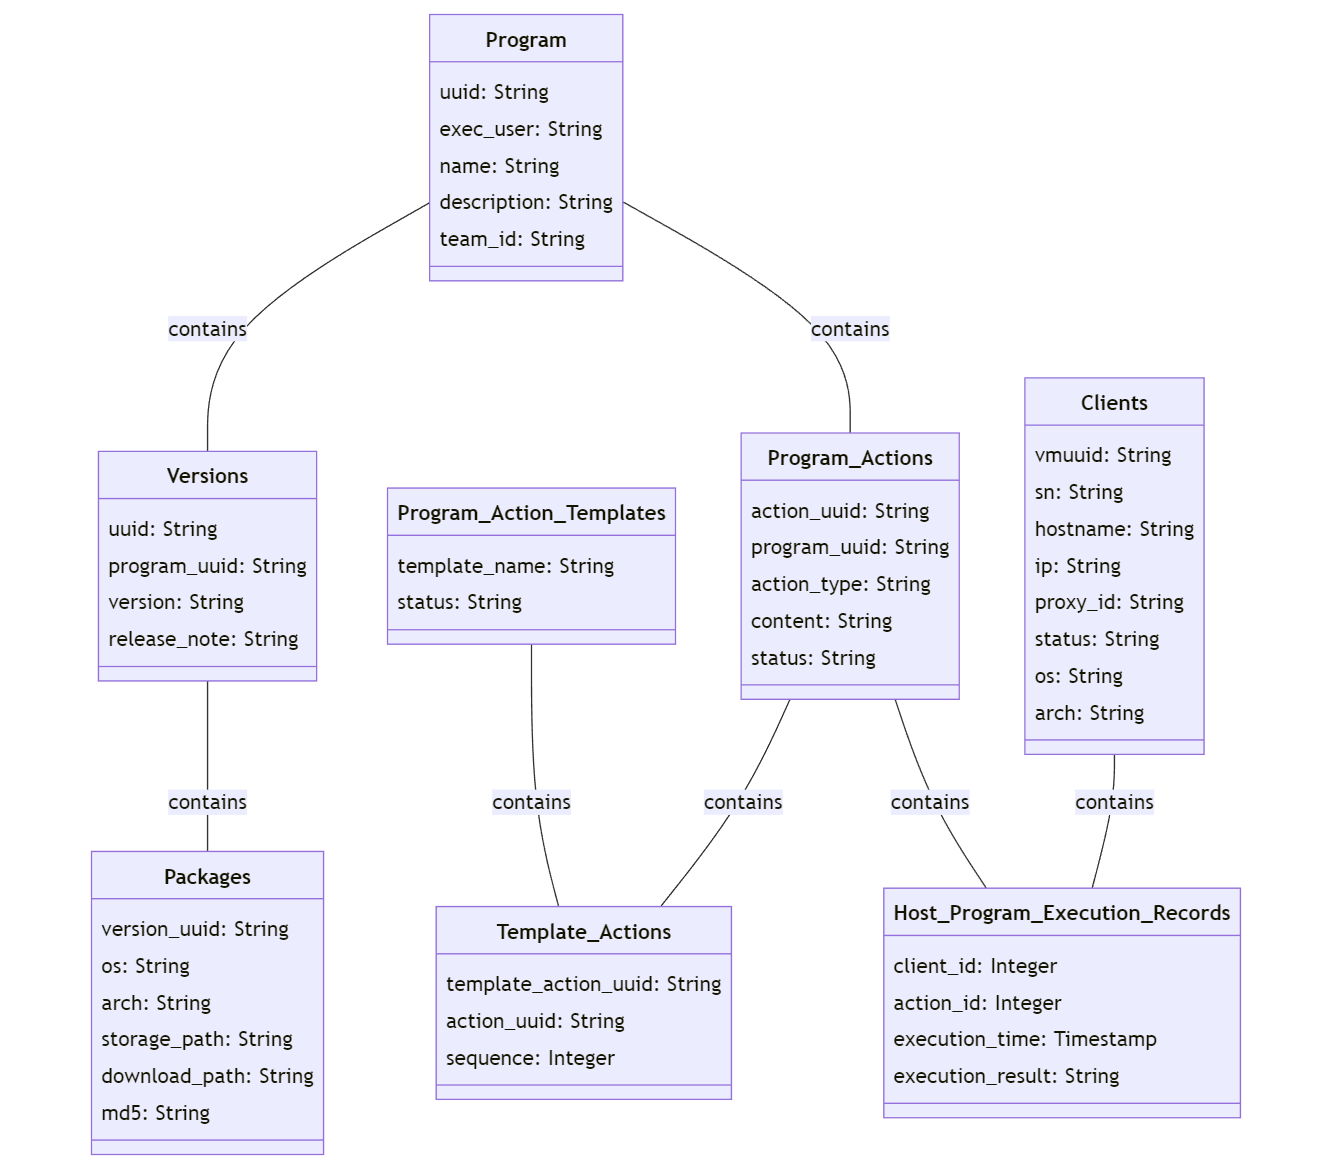 Program
uuid: String
exec_user: String
name: String
description: String
team_id: String
contains
contains
Clients
vmuuid: String
sn: String
hostname: String
ip: String
proxy_id: String
status: String
os: String
arch: String
Program_Actions
action_uuid: String
program_uuid: String
action_type: String
content: String
status: String
Versions
uuid: String
program_uuid: String
version: String
release_note: String
Program_Action_Templates
template_name: String
status: String
contains
contains
contains
contains
contains
Packages
version_uuid: String
os: String
arch: String
storage_path: String
download_path: String
md5: String
Template_Actions
template_action_uuid: String
action_uuid: String
sequence: Integer
Host_Program_Execution_Records
client_id: Integer
action_id: Integer
execution_time: Timestamp
execution_result: String